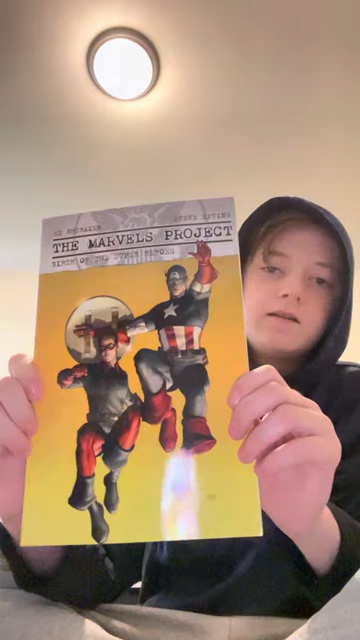 ED BRUBAKER STEVE EPTING
THE MARVELS PROJECT
BIRTH OF THE SUPER HEROES